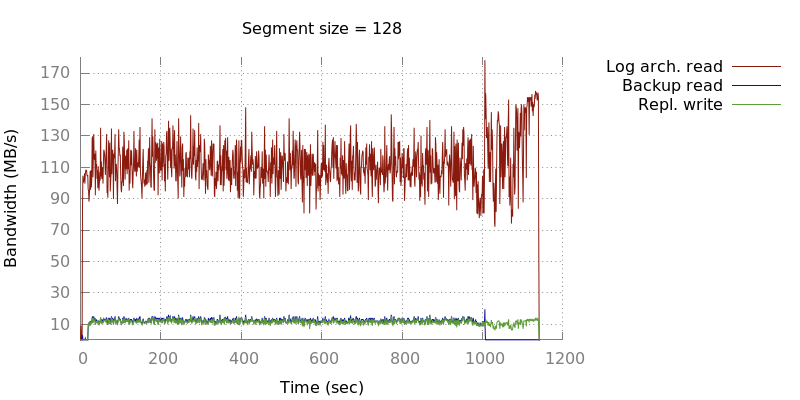 Segment size = 128
Log arch. read
Backup read
Repl. write
Bandwidth (MB/s)
170
150
130
110
90
70
50
30
10
0 200 400 600 800 1000 1200
Time (sec)